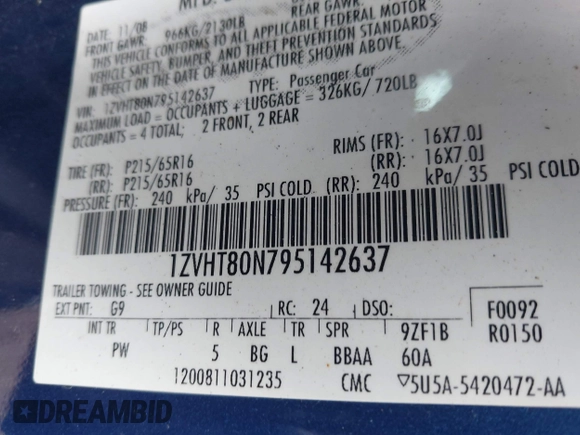 MFD.
DATE 11/08
REAR GAWR:
FRONT GAWR: 966KG/2130LB
THIS VEHICLE CONFORMS TO ALL APPLICABLE FEDERAL MOTOR
VEHICLE SAFETY, BUMPER, AND THEFT PREVENTION STANDARDS
IN EFFECT ON THE DATE OF MANUFACTURE SHOWN ABOVE.
VIN: 1ZVHT80N795142637 TYPE: Passenger Car
MAXIMUM LOAD = OCCUPANTS + LUGGAGE = 326KG/ 720LB
OCCUPANTS = 4 TOTAL; 2 FRONT, 2 REAR
TIRE (FR): P215/65R16 RIMS (FR): 16X7.0J
(RR): P215/65R16 (RR): 16X7.0J
PRESSURE (FR): 240 kPa/ 35 PSI COLD (RR): 240 kPa/ 35 PSI COLD
1ZVHT80N795142637
TRAILER TOWING - SEE OWNER GUIDE
EXT PNT: G9 RC: 24 DSO: F0092
INT TR TP/PS R AXLE TR SPR 9ZF1B R0150
PW 5 BG L BBAA 60A
1200811031235 CMC ▽5U5A-5420472-AA
DREAMBID